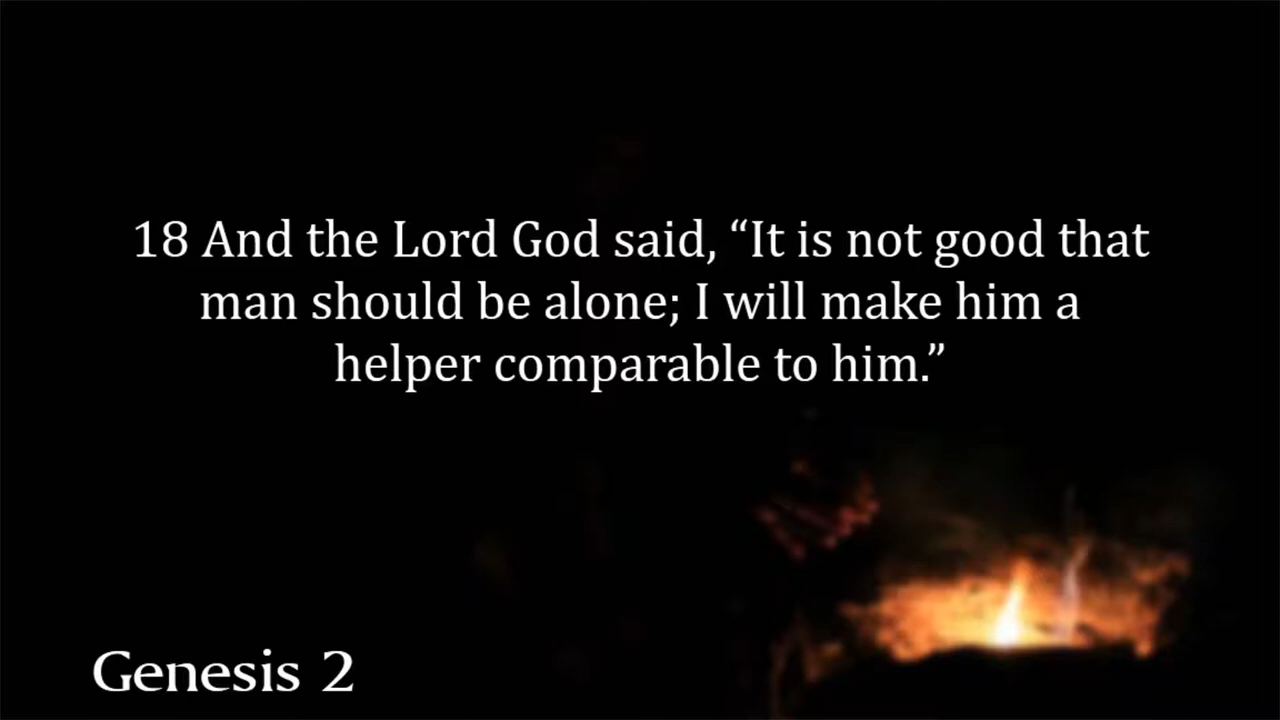 18 And the Lord God said, “It is not good that
man should be alone; I will make him a
helper comparable to him.”
Genesis 2